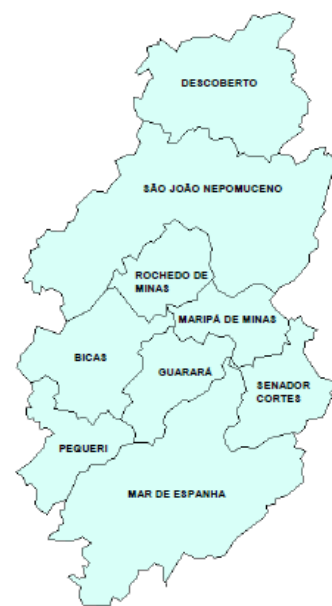 DESCOBERTO
SÃO JOÃO NEPOMUCENO
ROCHEDO DE
MINAS
MARIPÁ DE MINAS
BICAS
GUARARÁ
SENADOR
CORTES
PEQUERI
MAR DE ESPANHA